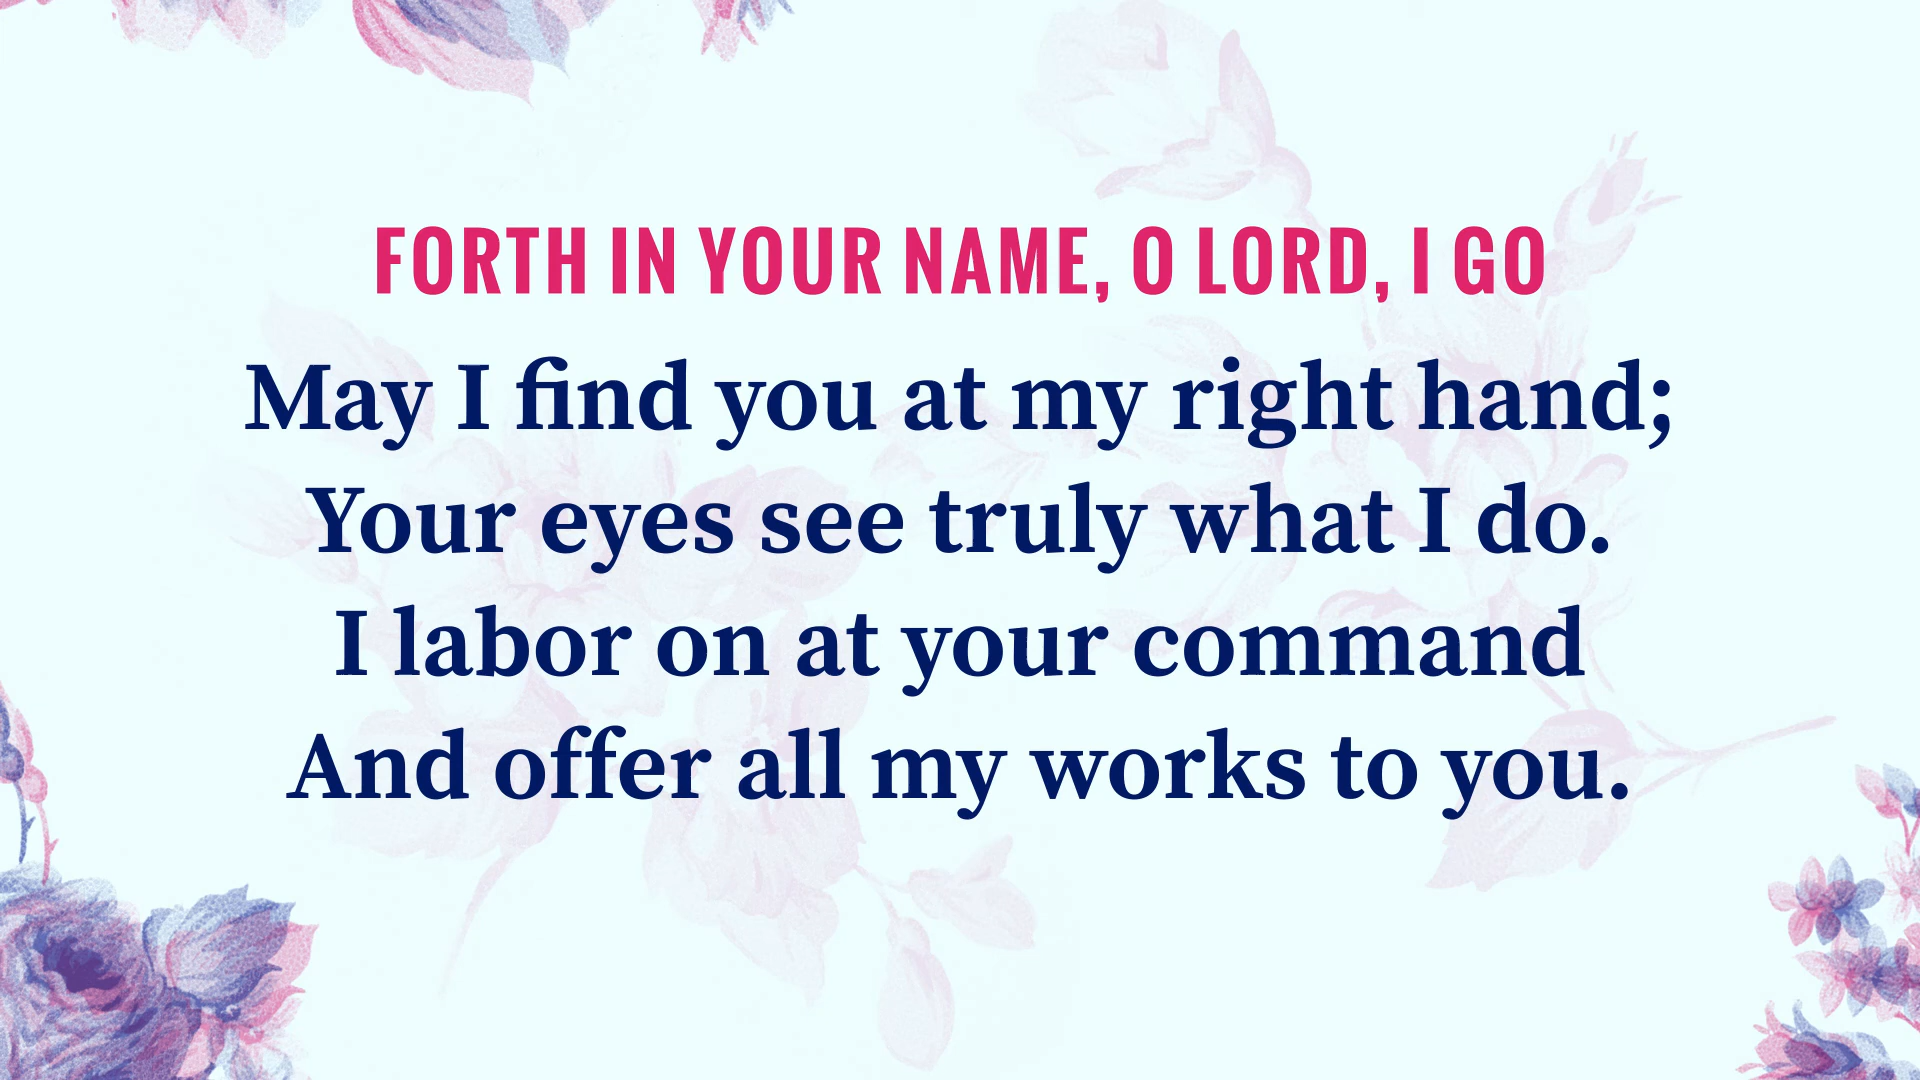 FORTH IN YOUR NAME, O LORD, I GO
May I find you at my right hand;
Your eyes see truly what I do.
I labor on at your command
And offer all my works to you.